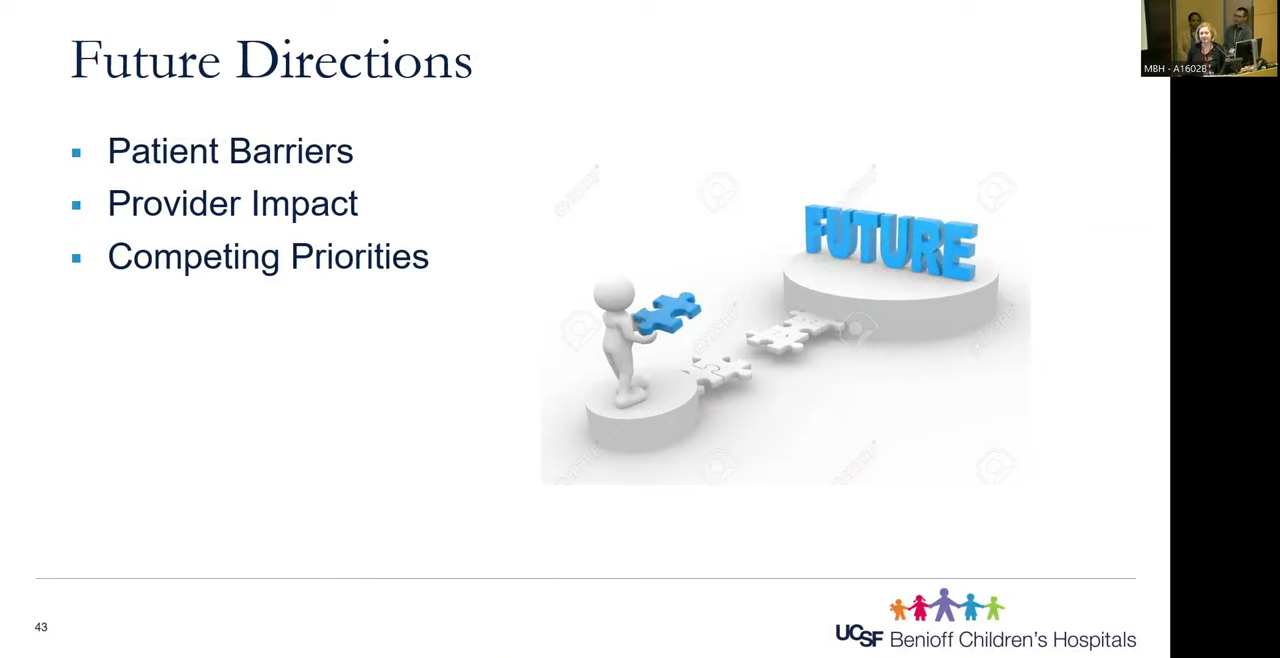 Future Directions
MBH - A1602B
Patient Barriers
Provider Impact
Competing Priorities
FUTURE
43
UCSF Benioff Children's Hospitals